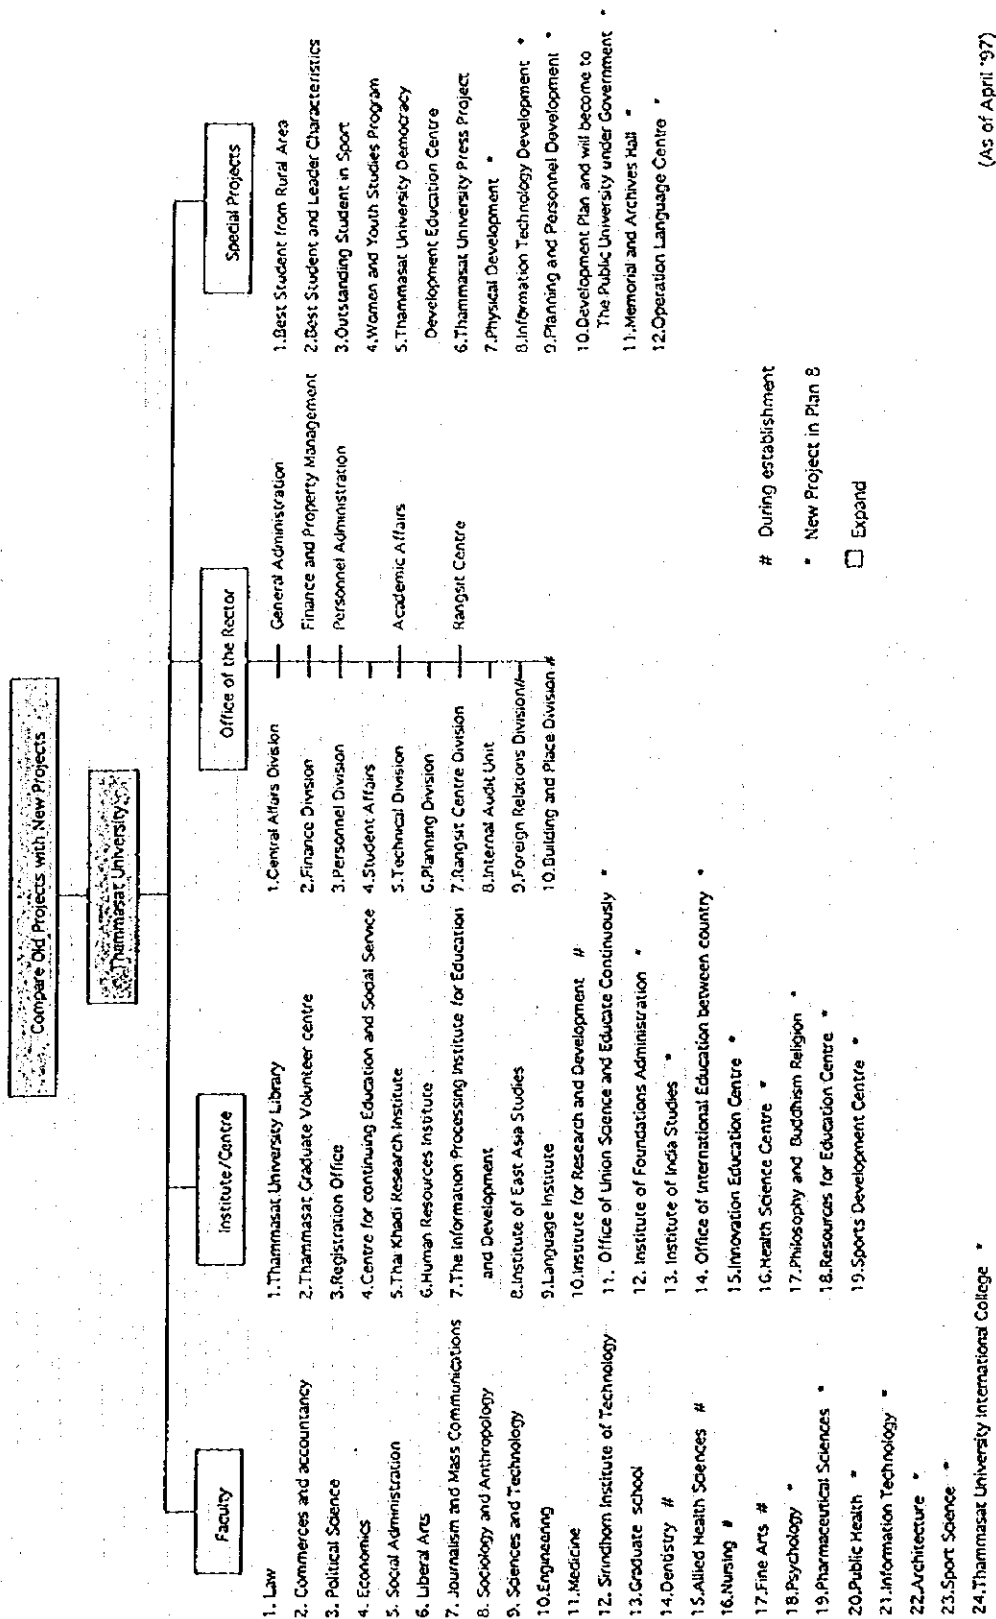 Compare Old Projects with New Projects
Thammasat University
Faculty
1. Law
2. Commerces and accountancy
3. Political Science
4. Economics
5. Social Administration
6. Liberal Arts
7. Journalism and Mass Communications
8. Sociology and Anthropology
9. Sciences and Technology
10.Engineering
11.Medicine
12. Sirindhorn Institute of Technology
13.Graduate school
14.Dentistry #
15.Allied Health Sciences #
16.Nursing #
17.Fine Arts #
18.Psychology *
19.Pharmaceutical Sciences *
20.Public Health *
21.Information Technology *
22.Architecture *
23.Sport Science *
24.Thammasat University International College *
Institute/Centre
1.Thammasat University Library
2.Thammasat Graduate Volunteer centre
3.Registration Office
4.Centre for continuing Education and Social Service
5.Thai Khadi Research Institute
6.Human Resources Institute
7.The Information Processing Institute for Education
and Development
8.Institute of East Asia Studies
9.Language Institute
10.Institute for Research and Development #
11. Office of Union Science and Educate Continuously *
12. Institute of Foundations Administration *
13. Institute of India Studies *
14. Office of International Education between country *
15.Innovation Education Centre *
16.Health Science Centre *
17.Philosophy and Buddhism Religion *
18.Resources for Education Centre *
19.Sports Development Centre *
Office of the Rector
1.Central Affars Division
2.Finance Division
3.Personnel Division
4.Student Affairs
5.Technical Division
6.Planning Division
7.Rangsit Centre Division
8.Internal Audit Unit
9.Foreign Relations Division#
10.Building and Place Division #
General Administration
Finance and Property Management
Personnel Administration
Academic Affairs
Rangsit Centre
Special Projects
1.Best Student from Rural Area
2.Best Student and Leader Characteristics
3.Outstanding Student in Sport
4.Women and Youth Studies Program
5.Thammasat University Democracy
Development Education Centre
6.Thammasat University Press Project
7.Physical Development *
8.Information Technology Development *
9.Planning and Personnel Development *
10.Development Plan and will become to
The Public University under Government *
11.Memorial and Archives Hall *
12.Operation Language Centre *
# During establishment
* New Project in Plan 8
☐ Expand
(As of April '97)